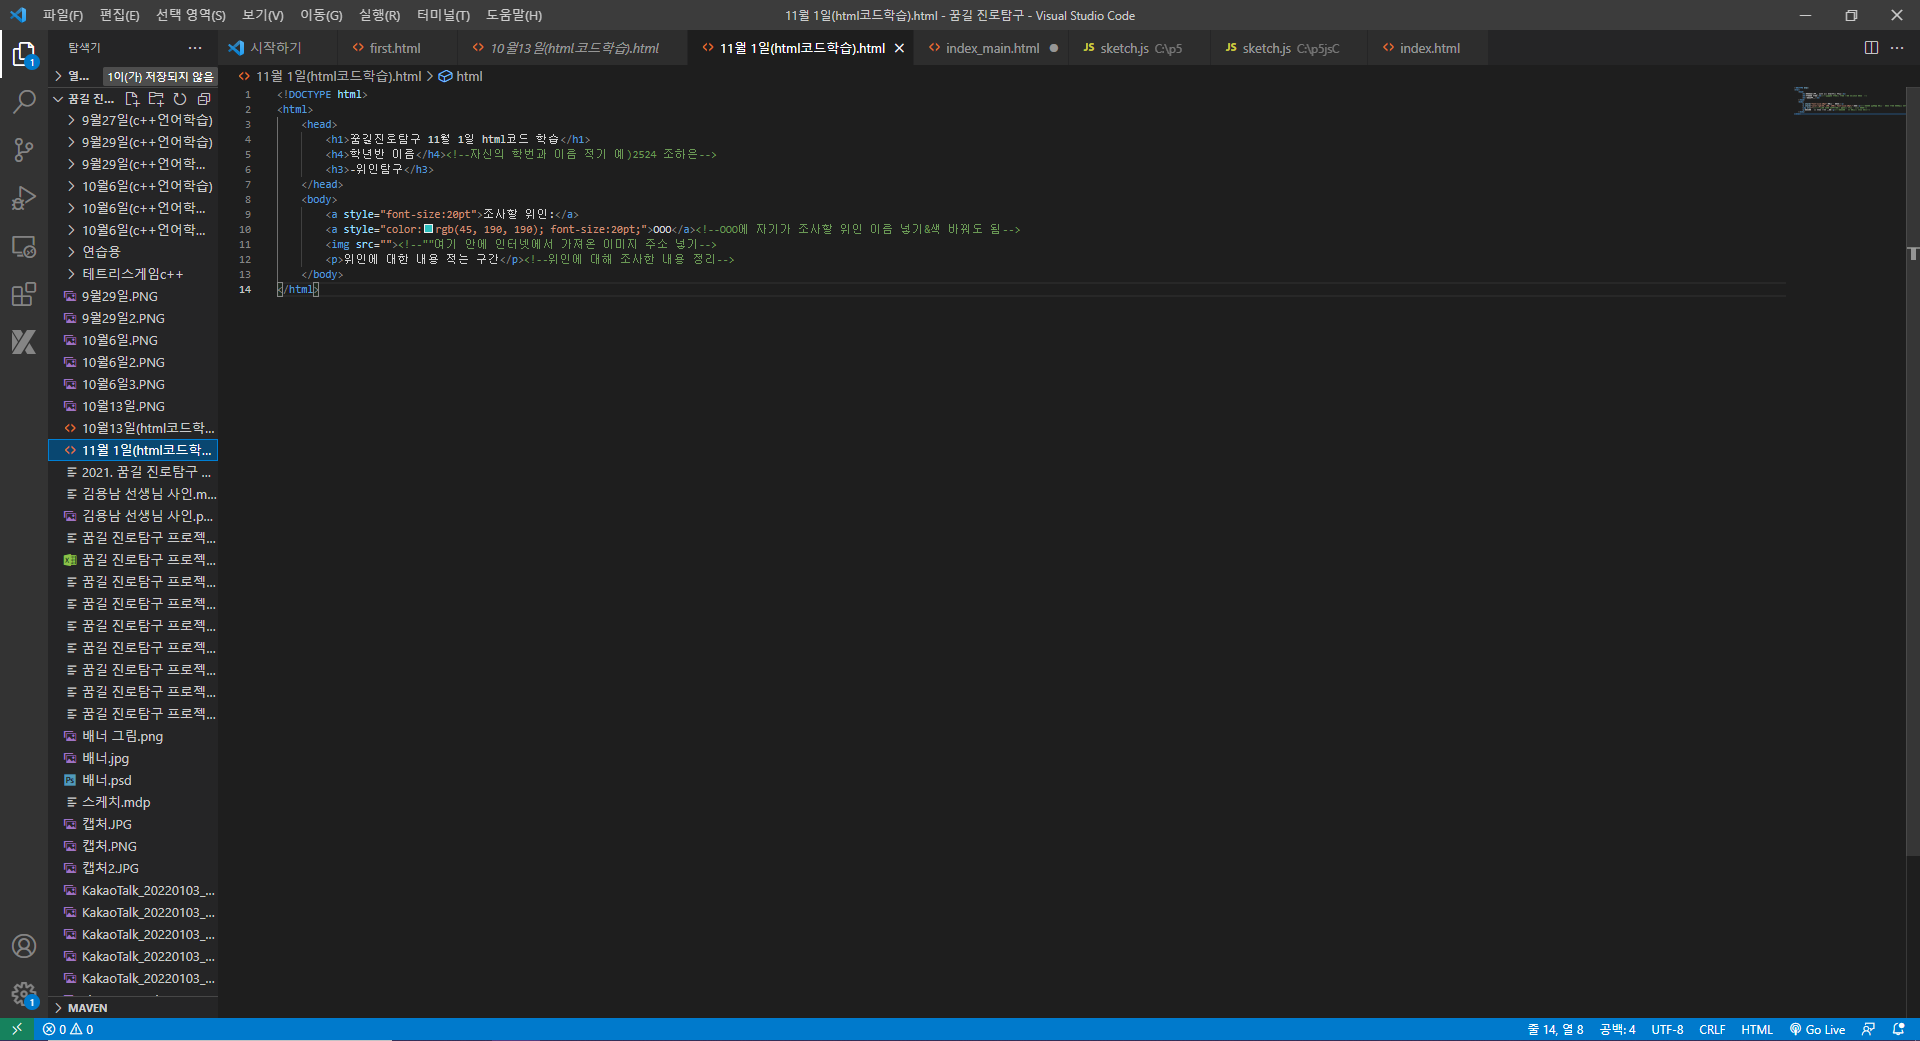 파일(F) 편집(E) 선택 영역(S) 보기(V) 이동(G) 실행(R) 터미널(T) 도움말(H)
11월 1일(html코드학습).html - 꿈길 진로탐구 - Visual Studio Code
탐색기 ...
시작하기
first.html
10월13일(html코드학습).html
11월 1일(html코드학습).html
index_main.html
JS sketch.js C:\p5
JS sketch.js C:\p5jsC
index.html
열... 1이(가) 저장되지 않음
꿈길 진...
9월27일(c++언어학습)
9월29일(c++언어학습)
9월29일(c++언어학...
10월6일(c++언어학습)
10월6일(c++언어학...
10월6일(c++언어학...
연습용
테트리스게임c++
9월29일.PNG
9월29일2.PNG
10월6일.PNG
10월6일2.PNG
10월6일3.PNG
10월13일.PNG
10월13일(html코드학...
11월 1일(html코드학...
2021. 꿈길 진로탐구 ...
김용남 선생님 사인.m...
김용남 선생님 사인.p...
꿈길 진로탐구 프로젝...
꿈길 진로탐구 프로젝...
꿈길 진로탐구 프로젝...
꿈길 진로탐구 프로젝...
꿈길 진로탐구 프로젝...
꿈길 진로탐구 프로젝...
꿈길 진로탐구 프로젝...
꿈길 진로탐구 프로젝...
꿈길 진로탐구 프로젝...
배너 그림.png
배너.jpg
배너.psd
스케치.mdp
캡처.JPG
캡처.PNG
캡처2.JPG
KakaoTalk_20220103_...
KakaoTalk_20220103_...
KakaoTalk_20220103_...
KakaoTalk_20220103_...
KakaoTalk_20220103_...
MAVEN
11월 1일(html코드학습).html > html
1 <!DOCTYPE html>
2 <html>
3 <head>
4 <h1>꿈길진로탐구 11월 1일 html코드 학습</h1>
5 <h4>학년반 이름</h4><!--자신의 학번과 이름 적기 예)2524 조하은-->
6 <h3>-위인탐구</h3>
7 </head>
8 <body>
9 <a style="font-size:20pt">조사할 위인:</a>
10 <a style="color:rgb(45, 190, 190); font-size:20pt;">OOO</a><!--OOO에 자기가 조사할 위인 이름 넣기&색 바꿔도 됨-->
11 <img src=""><!--""여기 안에 인터넷에서 가져온 이미지 주소 넣기-->
12 <p>위인에 대한 내용 적는 구간</p><!--위인에 대해 조사한 내용 정리-->
13 </body>
14 </html>
0 0
줄 14, 열 8 공백: 4 UTF-8 CRLF HTML Go Live